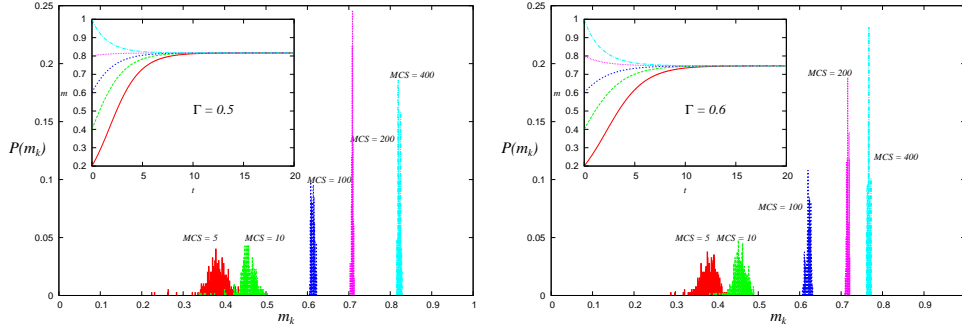 0.25
0.2
0.15
0.1
0.05
0
P(m_k)
0 0.1 0.2 0.3 0.4 0.5 0.6 0.7 0.8 0.9 1
m_k
1
0.9
0.8
0.7
m 0.6
0.5
0.4
0.3
0.2
0 5 10 15 20
t
Γ = 0.5
MCS = 400
MCS = 200
MCS = 100
MCS = 5 MCS = 10
0.25
0.2
0.15
0.1
0.05
0
P(m_k)
0 0.1 0.2 0.3 0.4 0.5 0.6 0.7 0.8 0.9
m_k
1
0.9
0.8
0.7
m 0.6
0.5
0.4
0.3
0.2
0 5 10 15 20
t
Γ = 0.6
MCS = 200
MCS = 400
MCS = 100
MCS = 5 MCS = 10